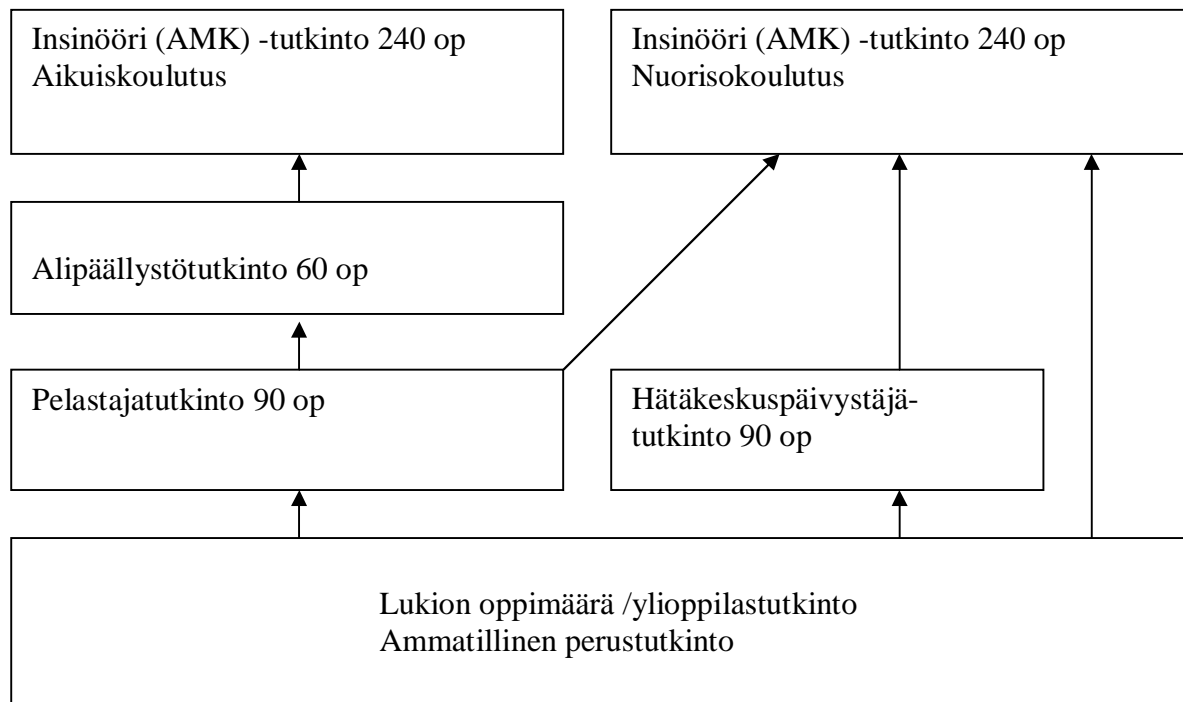 Insinööri (AMK) -tutkinto 240 op
Aikuiskoulutus
Insinööri (AMK) -tutkinto 240 op
Nuorisokoulutus
Alipäällystötutkinto 60 op
Pelastajatutkinto 90 op
Hätäkeskuspäivystäjä-
tutkinto 90 op
Lukion oppimäärä /ylioppilastutkinto
Ammatillinen perustutkinto